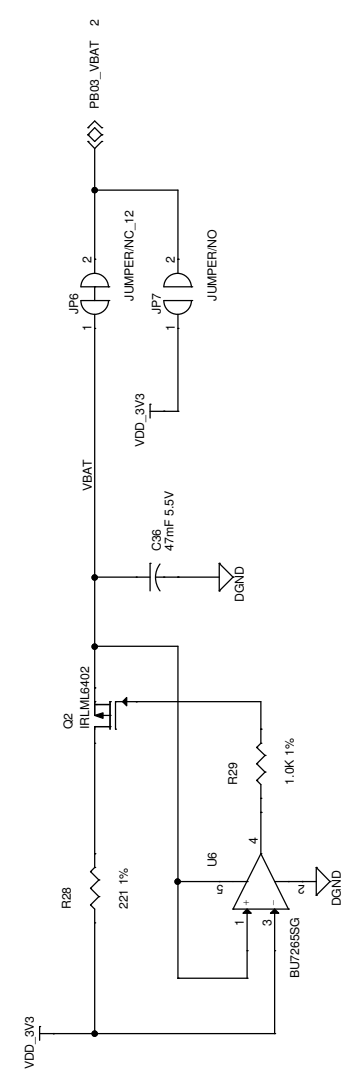 PB03_VBAT 2
JP6
1 2
JUMPER/NC_12
JP7
1 2
JUMPER/NO
VDD_3V3
VBAT
C36
47mF 5.5V
DGND
Q2
IRLML6402
R28
221 1%
R29
1.0K 1%
U6
5
4
1
+
3
-
2
BU7265SG
DGND
VDD_3V3